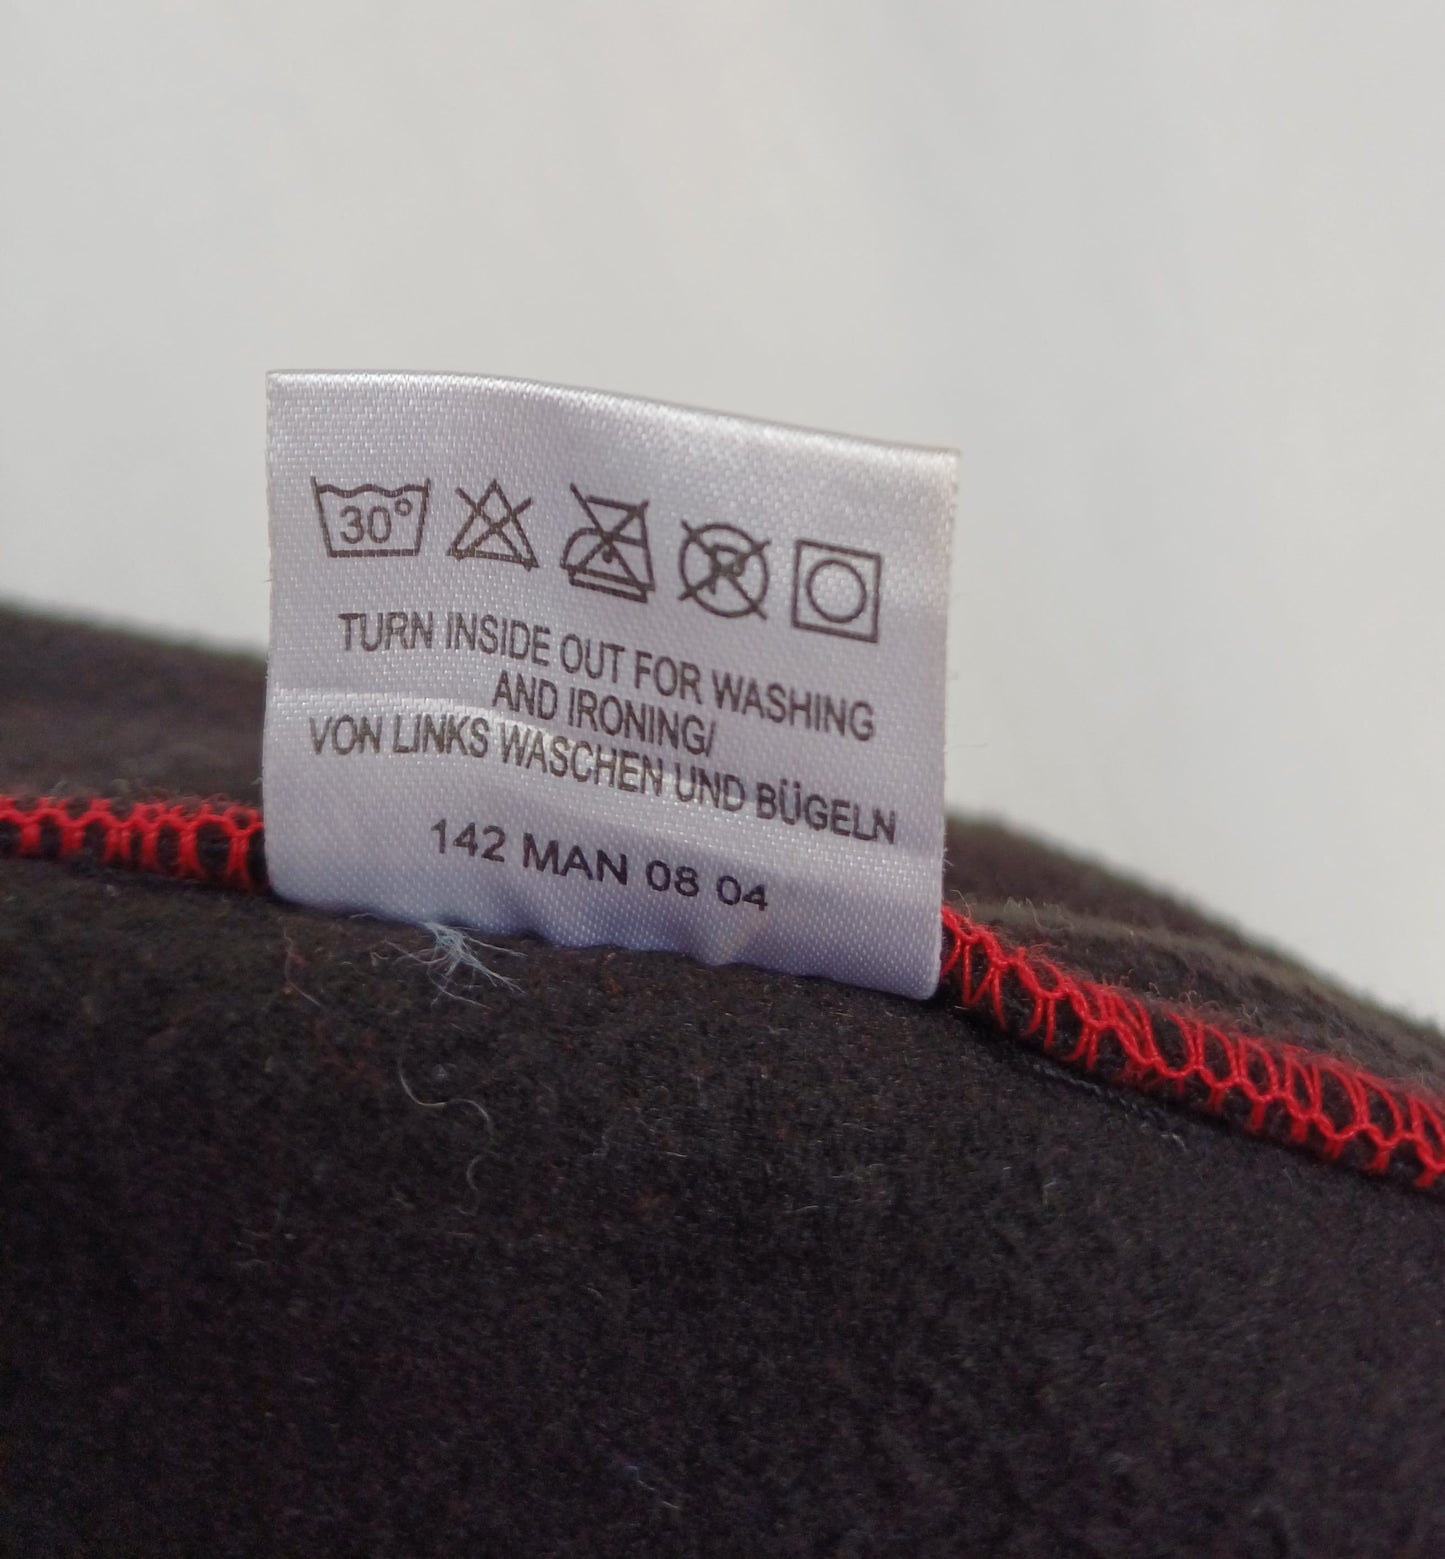 30°
P
TURN INSIDE OUT FOR WASHING
AND IRONING/
VON LINKS WASCHEN UND BÜGELN
142 MAN 08 04